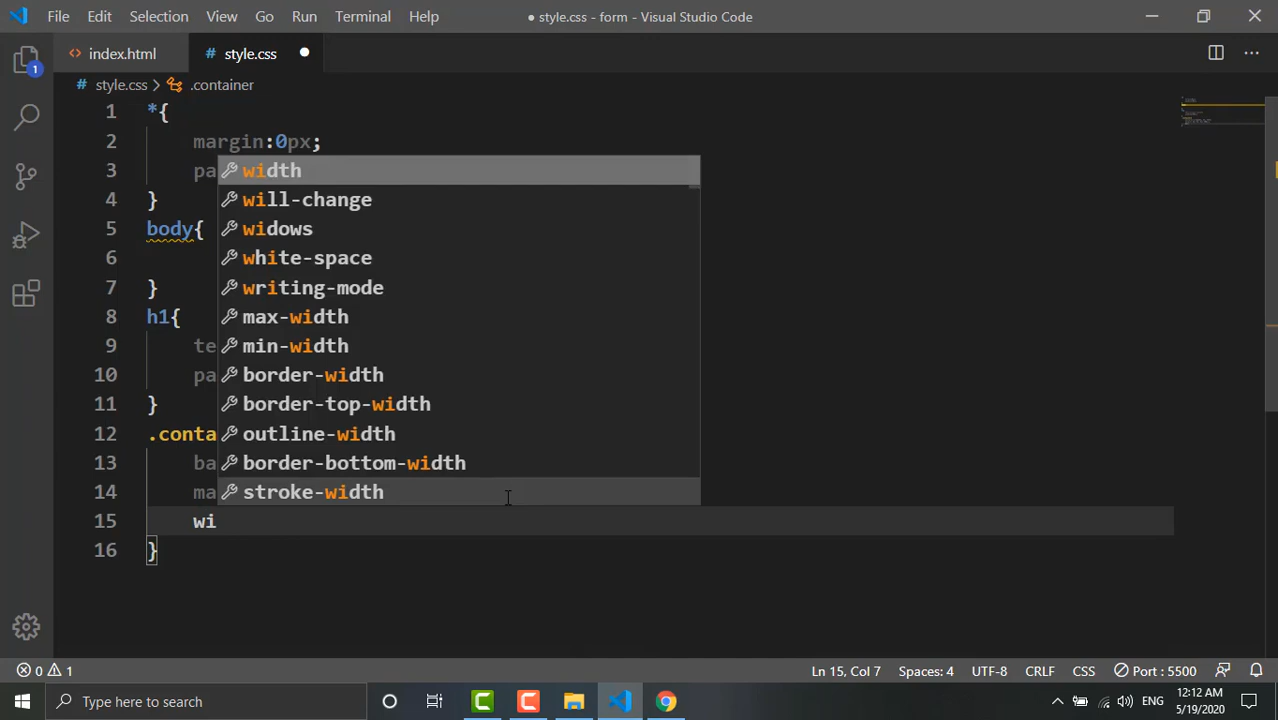 File Edit Selection View Go Run Terminal Help ● style.css - form - Visual Studio Code
index.html # style.css ●
1
# style.css > .container
1 *{
2 margin:0px;
3 pa
4 }
5 body{
6
7 }
8 h1{
9 te
10 pa
11 }
12 .conta
13 ba
14 ma
15 wi
16 }
width
will-change
widows
white-space
writing-mode
max-width
min-width
border-width
border-top-width
outline-width
border-bottom-width
stroke-width
0 1 Ln 15, Col 7 Spaces: 4 UTF-8 CRLF CSS Port : 5500
Type here to search ENG 12:12 AM
5/19/2020